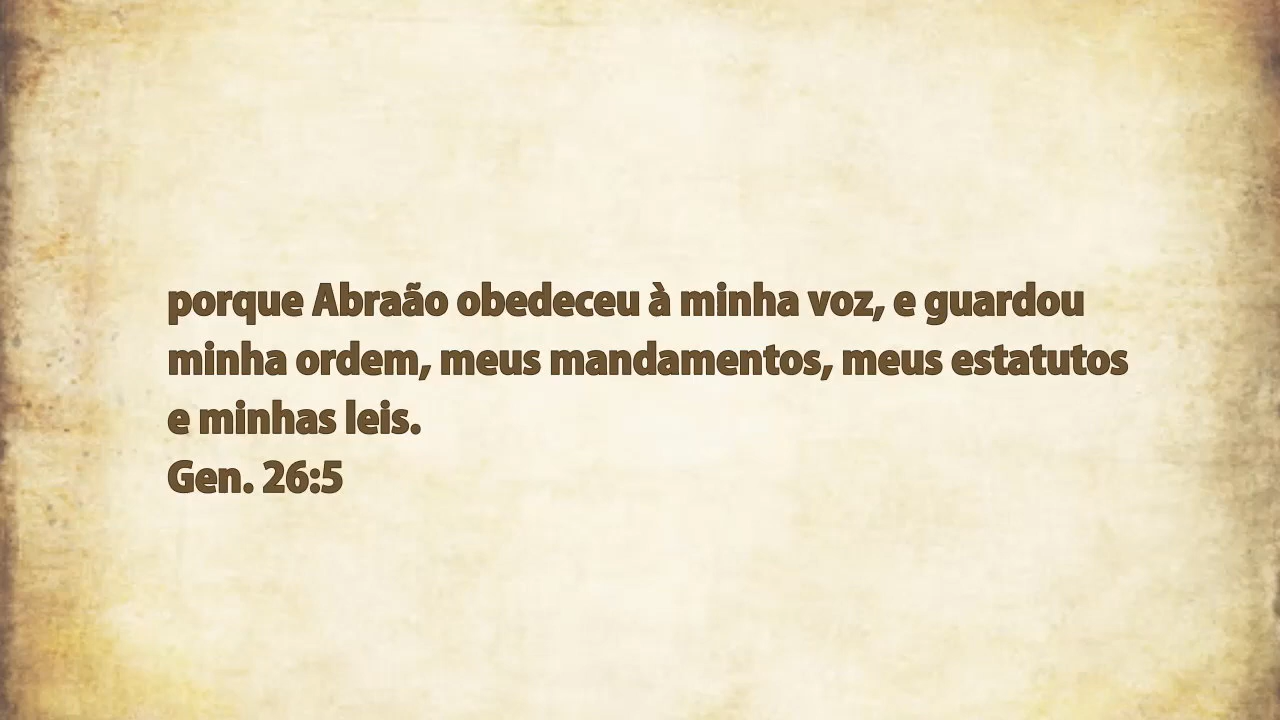 porque Abraão obedeceu à minha voz, e guardou
minha ordem, meus mandamentos, meus estatutos
e minhas leis.
Gen. 26:5